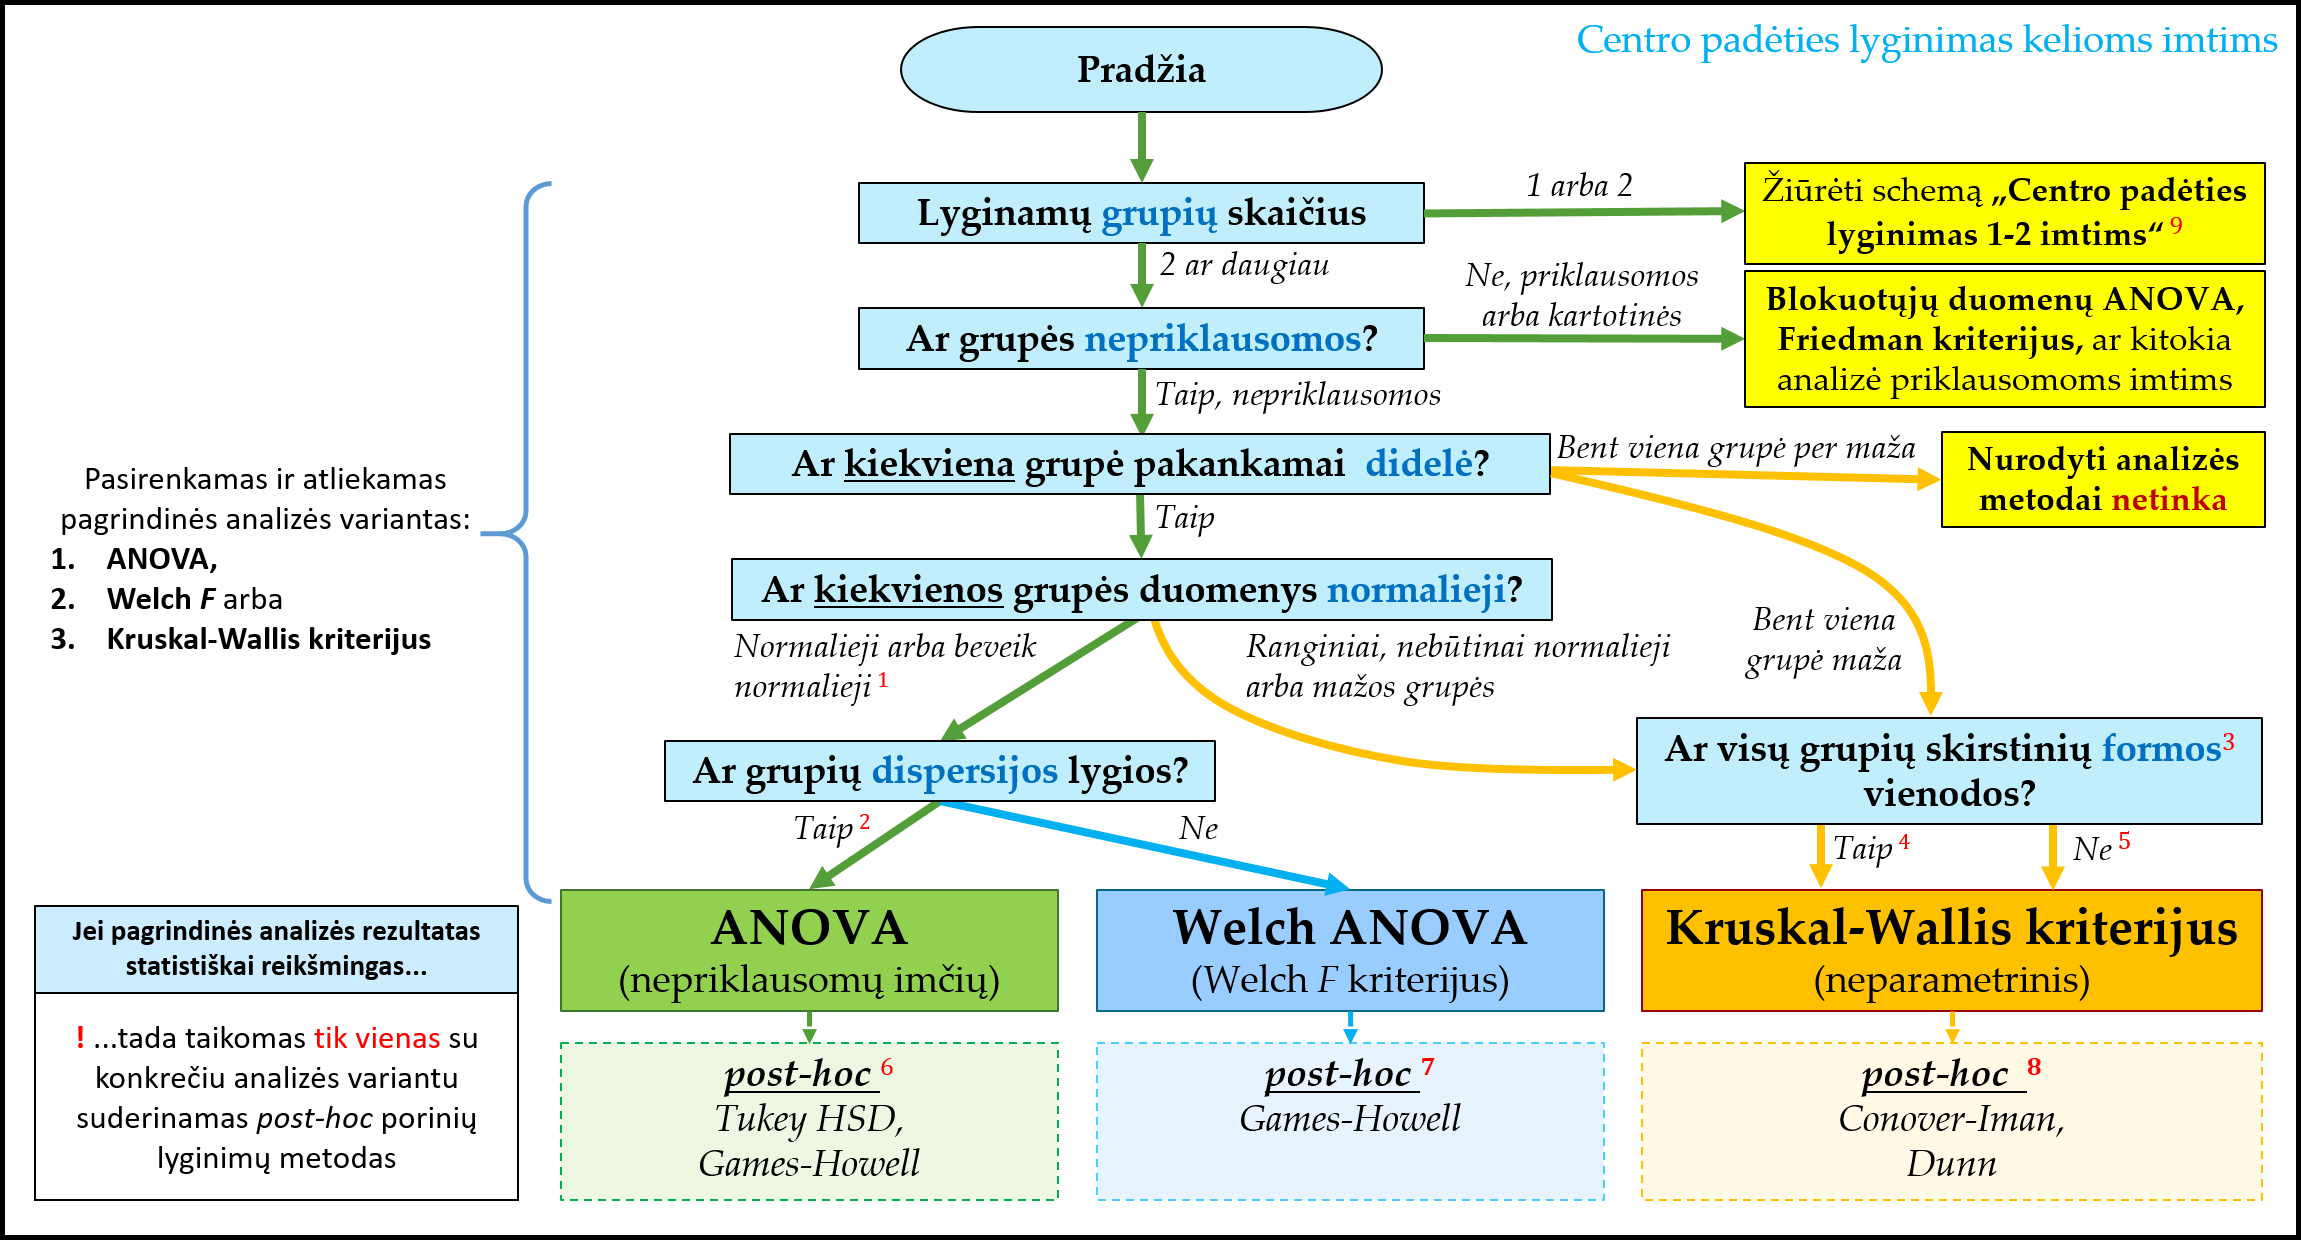 Centro padėties lyginimas kelioms imtims
Pradžia
Lyginamų grupių skaičius
1 arba 2
Žiūrėti schemą „Centro padėties
lyginimas 1-2 imtims“ 9
2 ar daugiau
Ar grupės nepriklausomos?
Ne, priklausomos
arba kartotinės
Blokuotųjų duomenų ANOVA,
Friedman kriterijus, ar kitokia
analizė priklausomoms imtims
Taip, nepriklausomos
Ar kiekviena grupė pakankamai didelė?
Bent viena grupė per maža
Nurodyti analizės
metodai netinka
Taip
Bent viena
grupė maža
Ar kiekvienos grupės duomenys normalieji?
Normalieji arba beveik
normalieji 1
Ranginiai, nebūtinai normalieji
arba mažos grupės
Ar grupių dispersijos lygios?
Ar visų grupių skirstinių formos3
vienodos?
Taip 2
Ne
Taip 4
Ne 5
Pasirenkamas ir atliekamas
pagrindinės analizės variantas:
1. ANOVA,
2. Welch F arba
3. Kruskal-Wallis kriterijus
ANOVA
(nepriklausomų imčių)
Welch ANOVA
(Welch F kriterijus)
Kruskal-Wallis kriterijus
(neparametrinis)
Jei pagrindinės analizės rezultatas
statistiškai reikšmingas...
! ...tada taikomas tik vienas su
konkrečiu analizės variantu
suderinamas post-hoc porinių
lyginimų metodas
post-hoc 6
Tukey HSD,
Games-Howell
post-hoc 7
Games-Howell
post-hoc 8
Conover-Iman,
Dunn